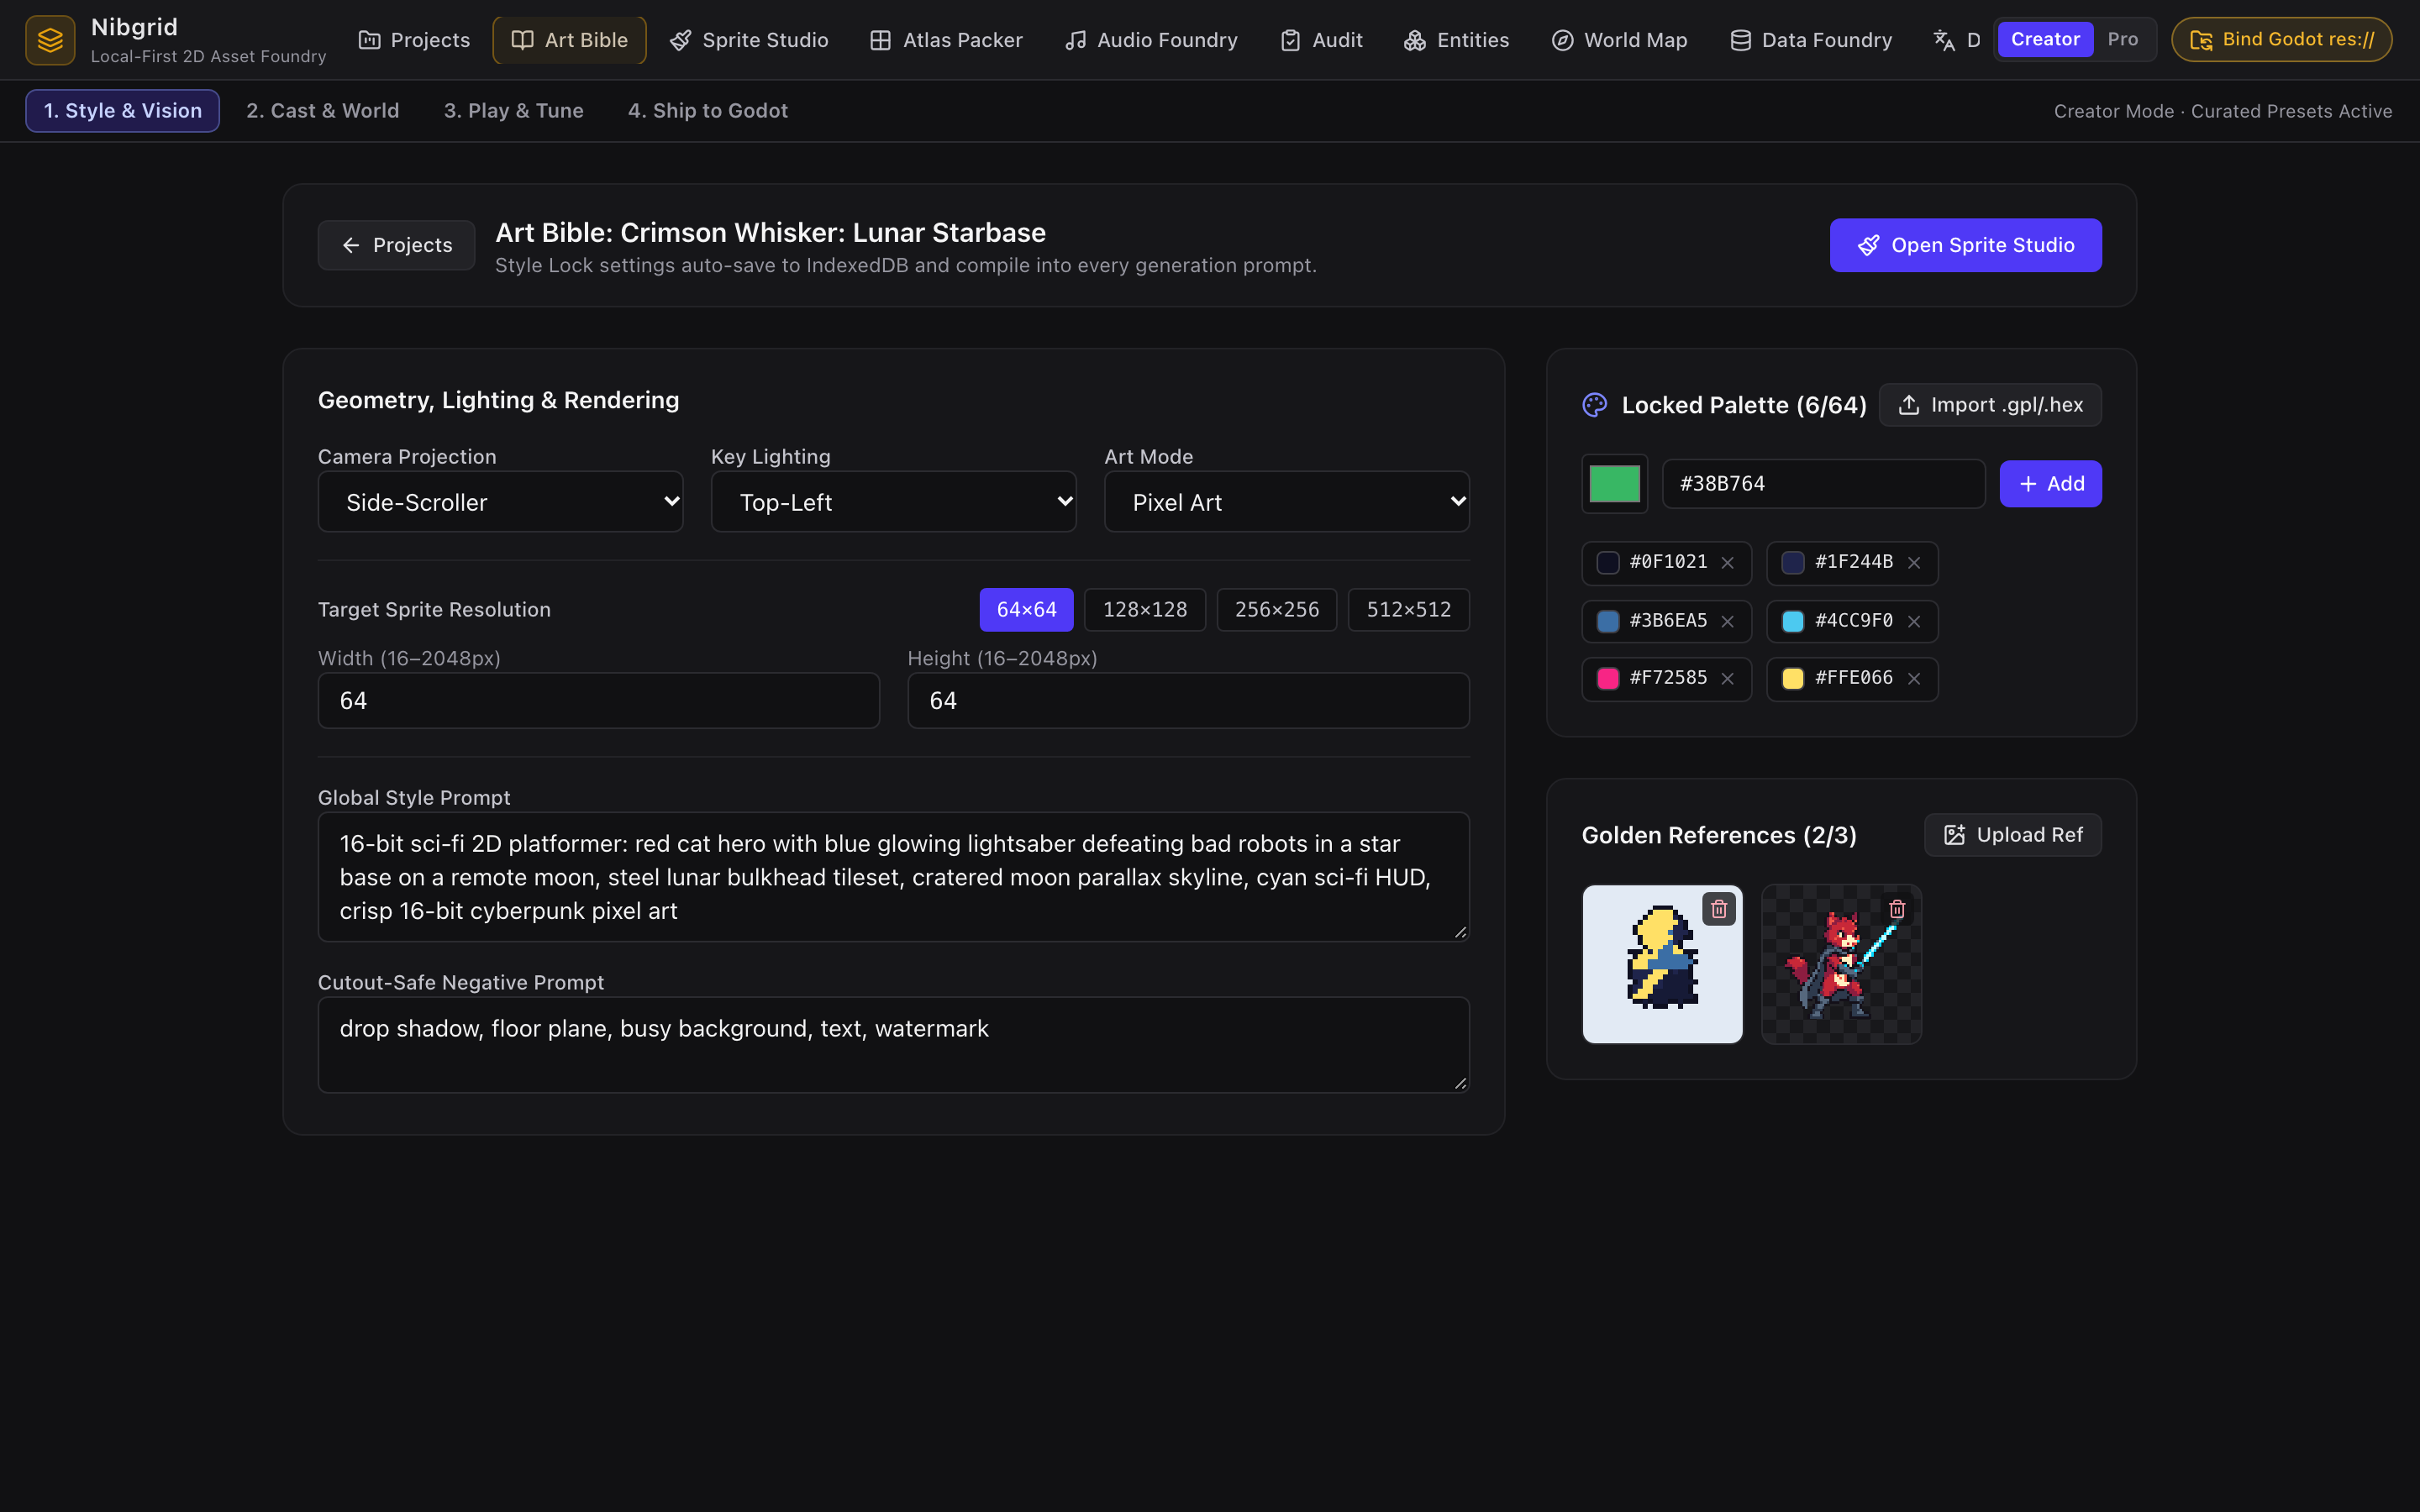 Nibgrid
Local-First 2D Asset Foundry
Projects
Art Bible
Sprite Studio
Atlas Packer
Audio Foundry
Audit
Entities
World Map
Data Foundry
D
Creator
Pro
Bind Godot res://
1. Style & Vision
2. Cast & World
3. Play & Tune
4. Ship to Godot
Creator Mode · Curated Presets Active
Projects
Art Bible: Crimson Whisker: Lunar Starbase
Style Lock settings auto-save to IndexedDB and compile into every generation prompt.
Open Sprite Studio
Geometry, Lighting & Rendering
Camera Projection
Key Lighting
Art Mode
Side-Scroller
Top-Left
Pixel Art
Target Sprite Resolution
64×64
128×128
256×256
512×512
Width (16–2048px)
Height (16–2048px)
64
64
Global Style Prompt
16-bit sci-fi 2D platformer: red cat hero with blue glowing lightsaber defeating bad robots in a star
base on a remote moon, steel lunar bulkhead tileset, cratered moon parallax skyline, cyan sci-fi HUD,
crisp 16-bit cyberpunk pixel art
Cutout-Safe Negative Prompt
drop shadow, floor plane, busy background, text, watermark
Locked Palette (6/64)
Import .gpl/.hex
#38B764
Add
#0F1021
#1F244B
#3B6EA5
#4CC9F0
#F72585
#FFE066
Golden References (2/3)
Upload Ref